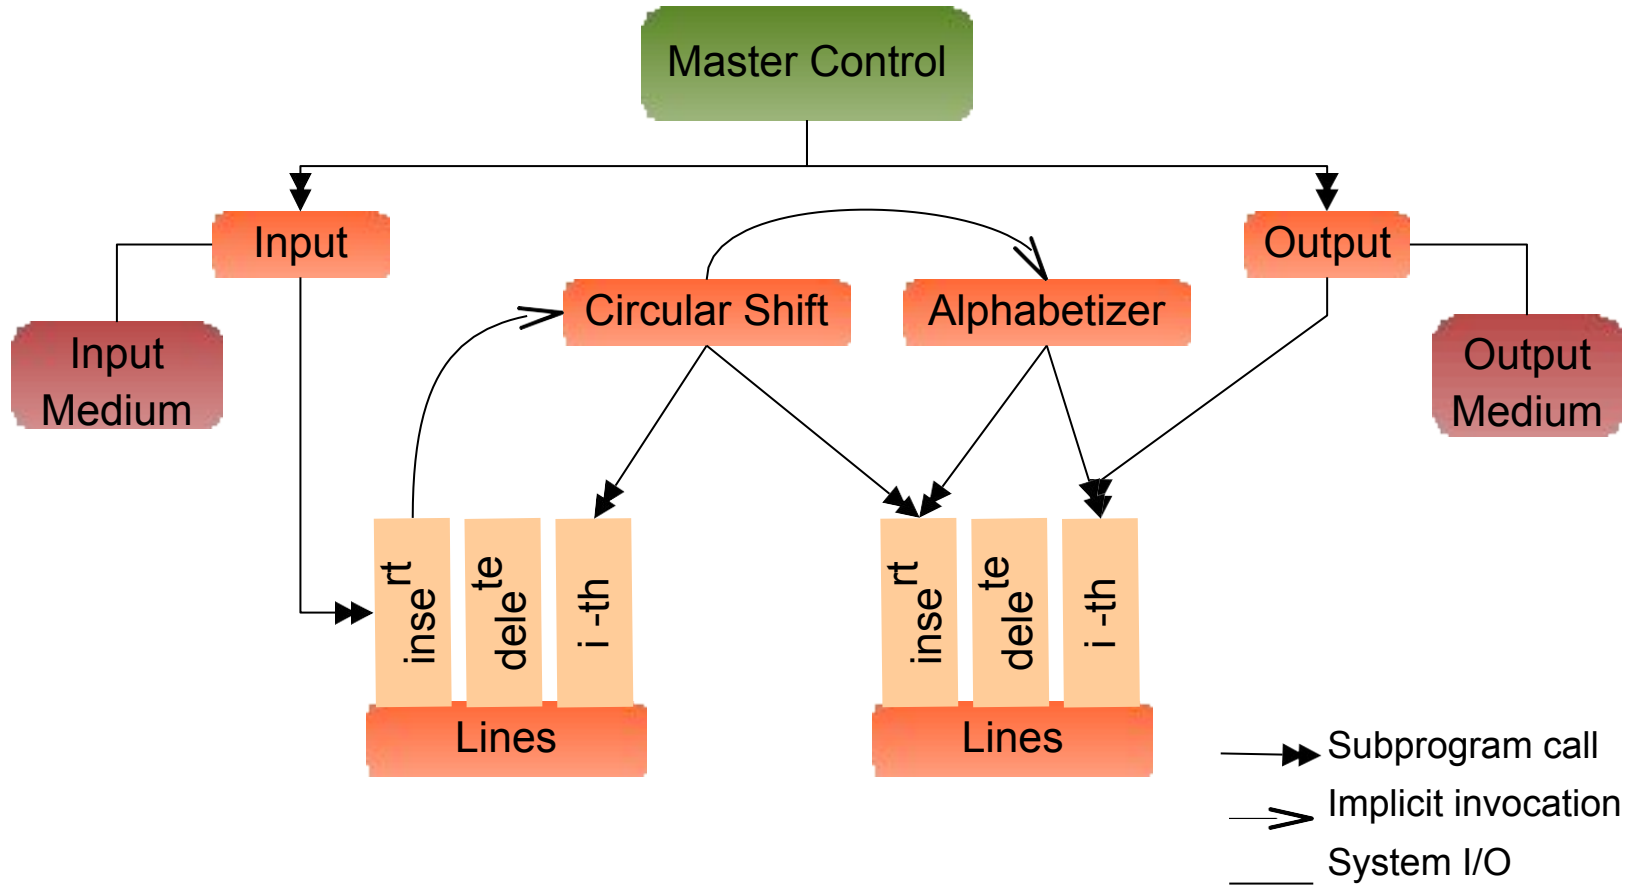 Master Control
Input
Output
Circular Shift
Alphabetizer
Input
Medium
Output
Medium
insert
delete
i -th
insert
delete
i -th
Lines
Lines
Subprogram call
Implicit invocation
System I/O